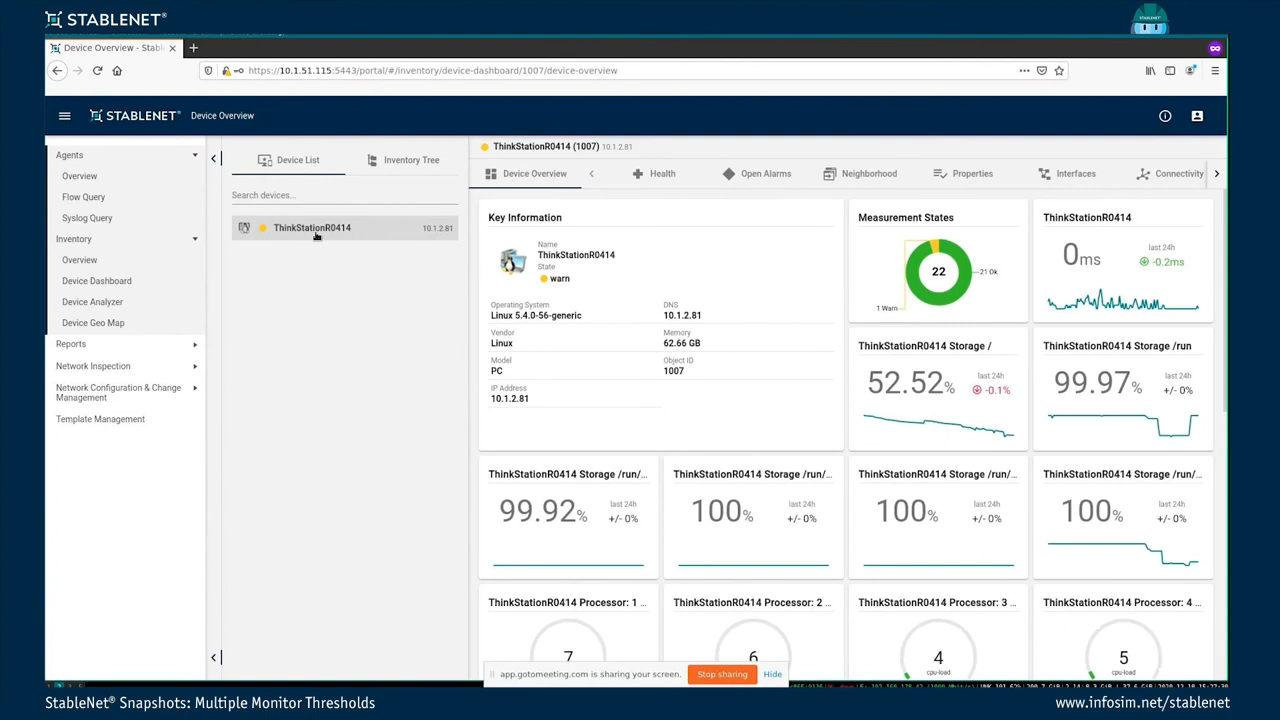 STABLENET®
STABLENET
Device Overview - Stabl
https://10.1.51.115:5443/portal/#/inventory/device-dashboard/1007/device-overview
STABLENET®
Device Overview
Agents
Overview
Flow Query
Syslog Query
Inventory
Overview
Device Dashboard
Device Analyzer
Device Geo Map
Reports
Network Inspection
Network Configuration & Change
Management
Template Management
Device List
Inventory Tree
Search devices...
ThinkStationR0414
10.1.2.81
ThinkStationR0414 (1007) 10.1.2.81
Device Overview
Health
Open Alarms
Neighborhood
Properties
Interfaces
Connectivity
Key Information
Name
ThinkStationR0414
State
warn
Operating System
Linux 5.4.0-56-generic
DNS
10.1.2.81
Vendor
Linux
Memory
62.66 GB
Model
PC
Object ID
1007
IP Address
10.1.2.81
Measurement States
22
21 Ok
1 Warn
ThinkStationR0414
0ms
last 24h
-0.2ms
ThinkStationR0414 Storage /
52.52%
last 24h
-0.1%
ThinkStationR0414 Storage /run
99.97%
last 24h
+/- 0%
ThinkStationR0414 Storage /run/...
99.92%
last 24h
+/- 0%
ThinkStationR0414 Storage /run/...
100%
last 24h
+/- 0%
ThinkStationR0414 Storage /run/...
100%
last 24h
+/- 0%
ThinkStationR0414 Storage /run/...
100%
last 24h
+/- 0%
ThinkStationR0414 Processor: 1 ...
7
ThinkStationR0414 Processor: 2 ...
6
ThinkStationR0414 Processor: 3 ...
4
cpu-load
ThinkStationR0414 Processor: 4 ...
5
cpu-load
app.gotomeeting.com is sharing your screen.
Stop sharing
Hide
StableNet® Snapshots: Multiple Monitor Thresholds
www.infosim.net/stablenet